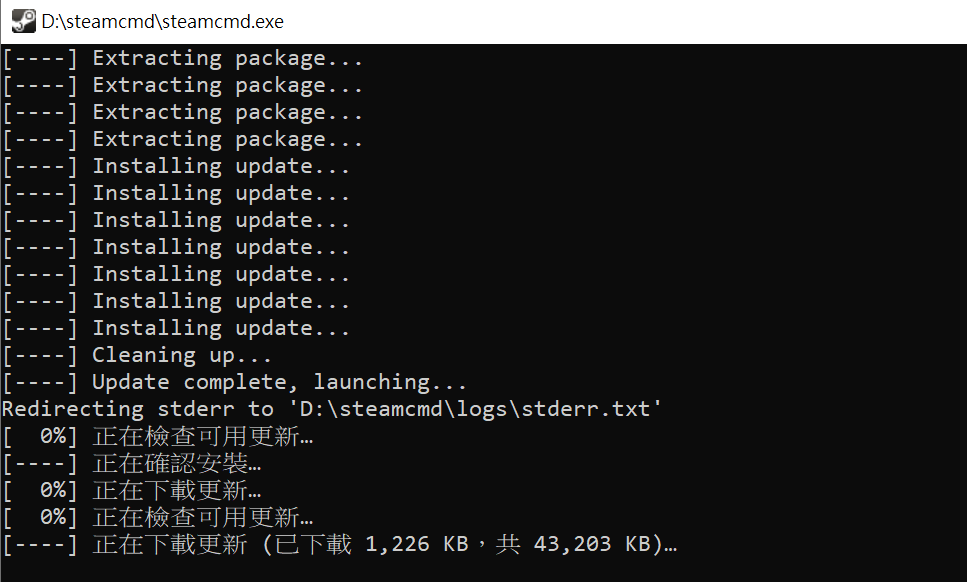 D:\steamcmd\steamcmd.exe
[----] Extracting package...
[----] Extracting package...
[----] Extracting package...
[----] Extracting package...
[----] Installing update...
[----] Installing update...
[----] Installing update...
[----] Installing update...
[----] Installing update...
[----] Installing update...
[----] Installing update...
[----] Cleaning up...
[----] Update complete, launching...
Redirecting stderr to 'D:\steamcmd\logs\stderr.txt'
[  0%] 正在檢查可用更新…
[----] 正在確認安裝…
[  0%] 正在下載更新…
[  0%] 正在檢查可用更新…
[----] 正在下載更新 (已下載 1,226 KB，共 43,203 KB)…